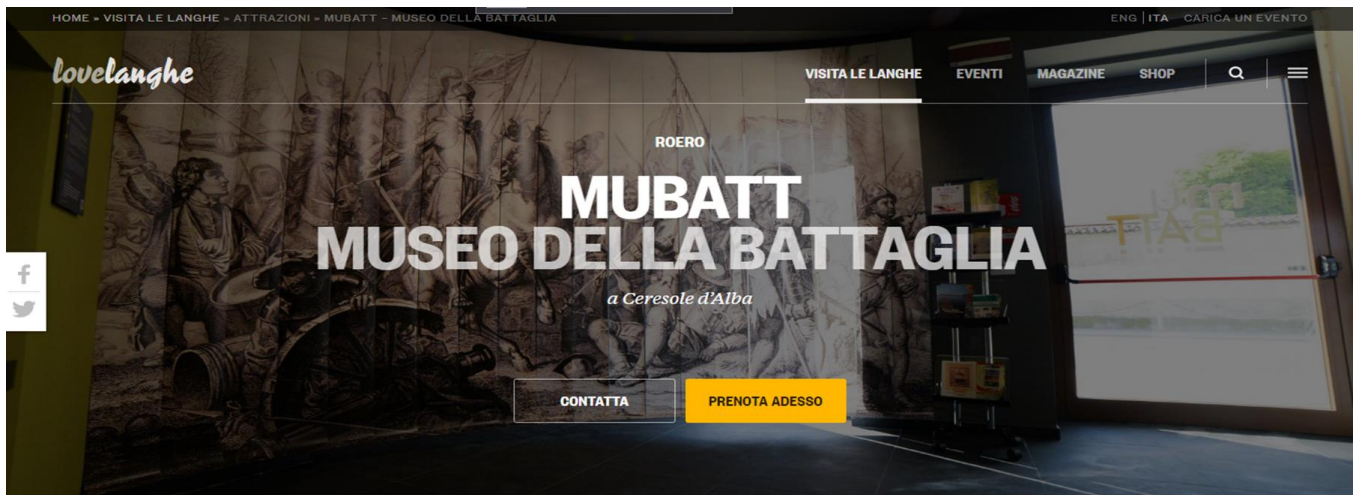 HOME » VISITA LE LANGHE » ATTRAZIONI » MUBATT – MUSEO DELLA BATTAGLIA
ENG | ITA CARICA UN EVENTO
lovelanghe
VISITA LE LANGHE EVENTI MAGAZINE SHOP
ROERO
MUBATT
MUSEO DELLA BATTAGLIA
a Ceresole d'Alba
CONTATTA PRENOTA ADESSO